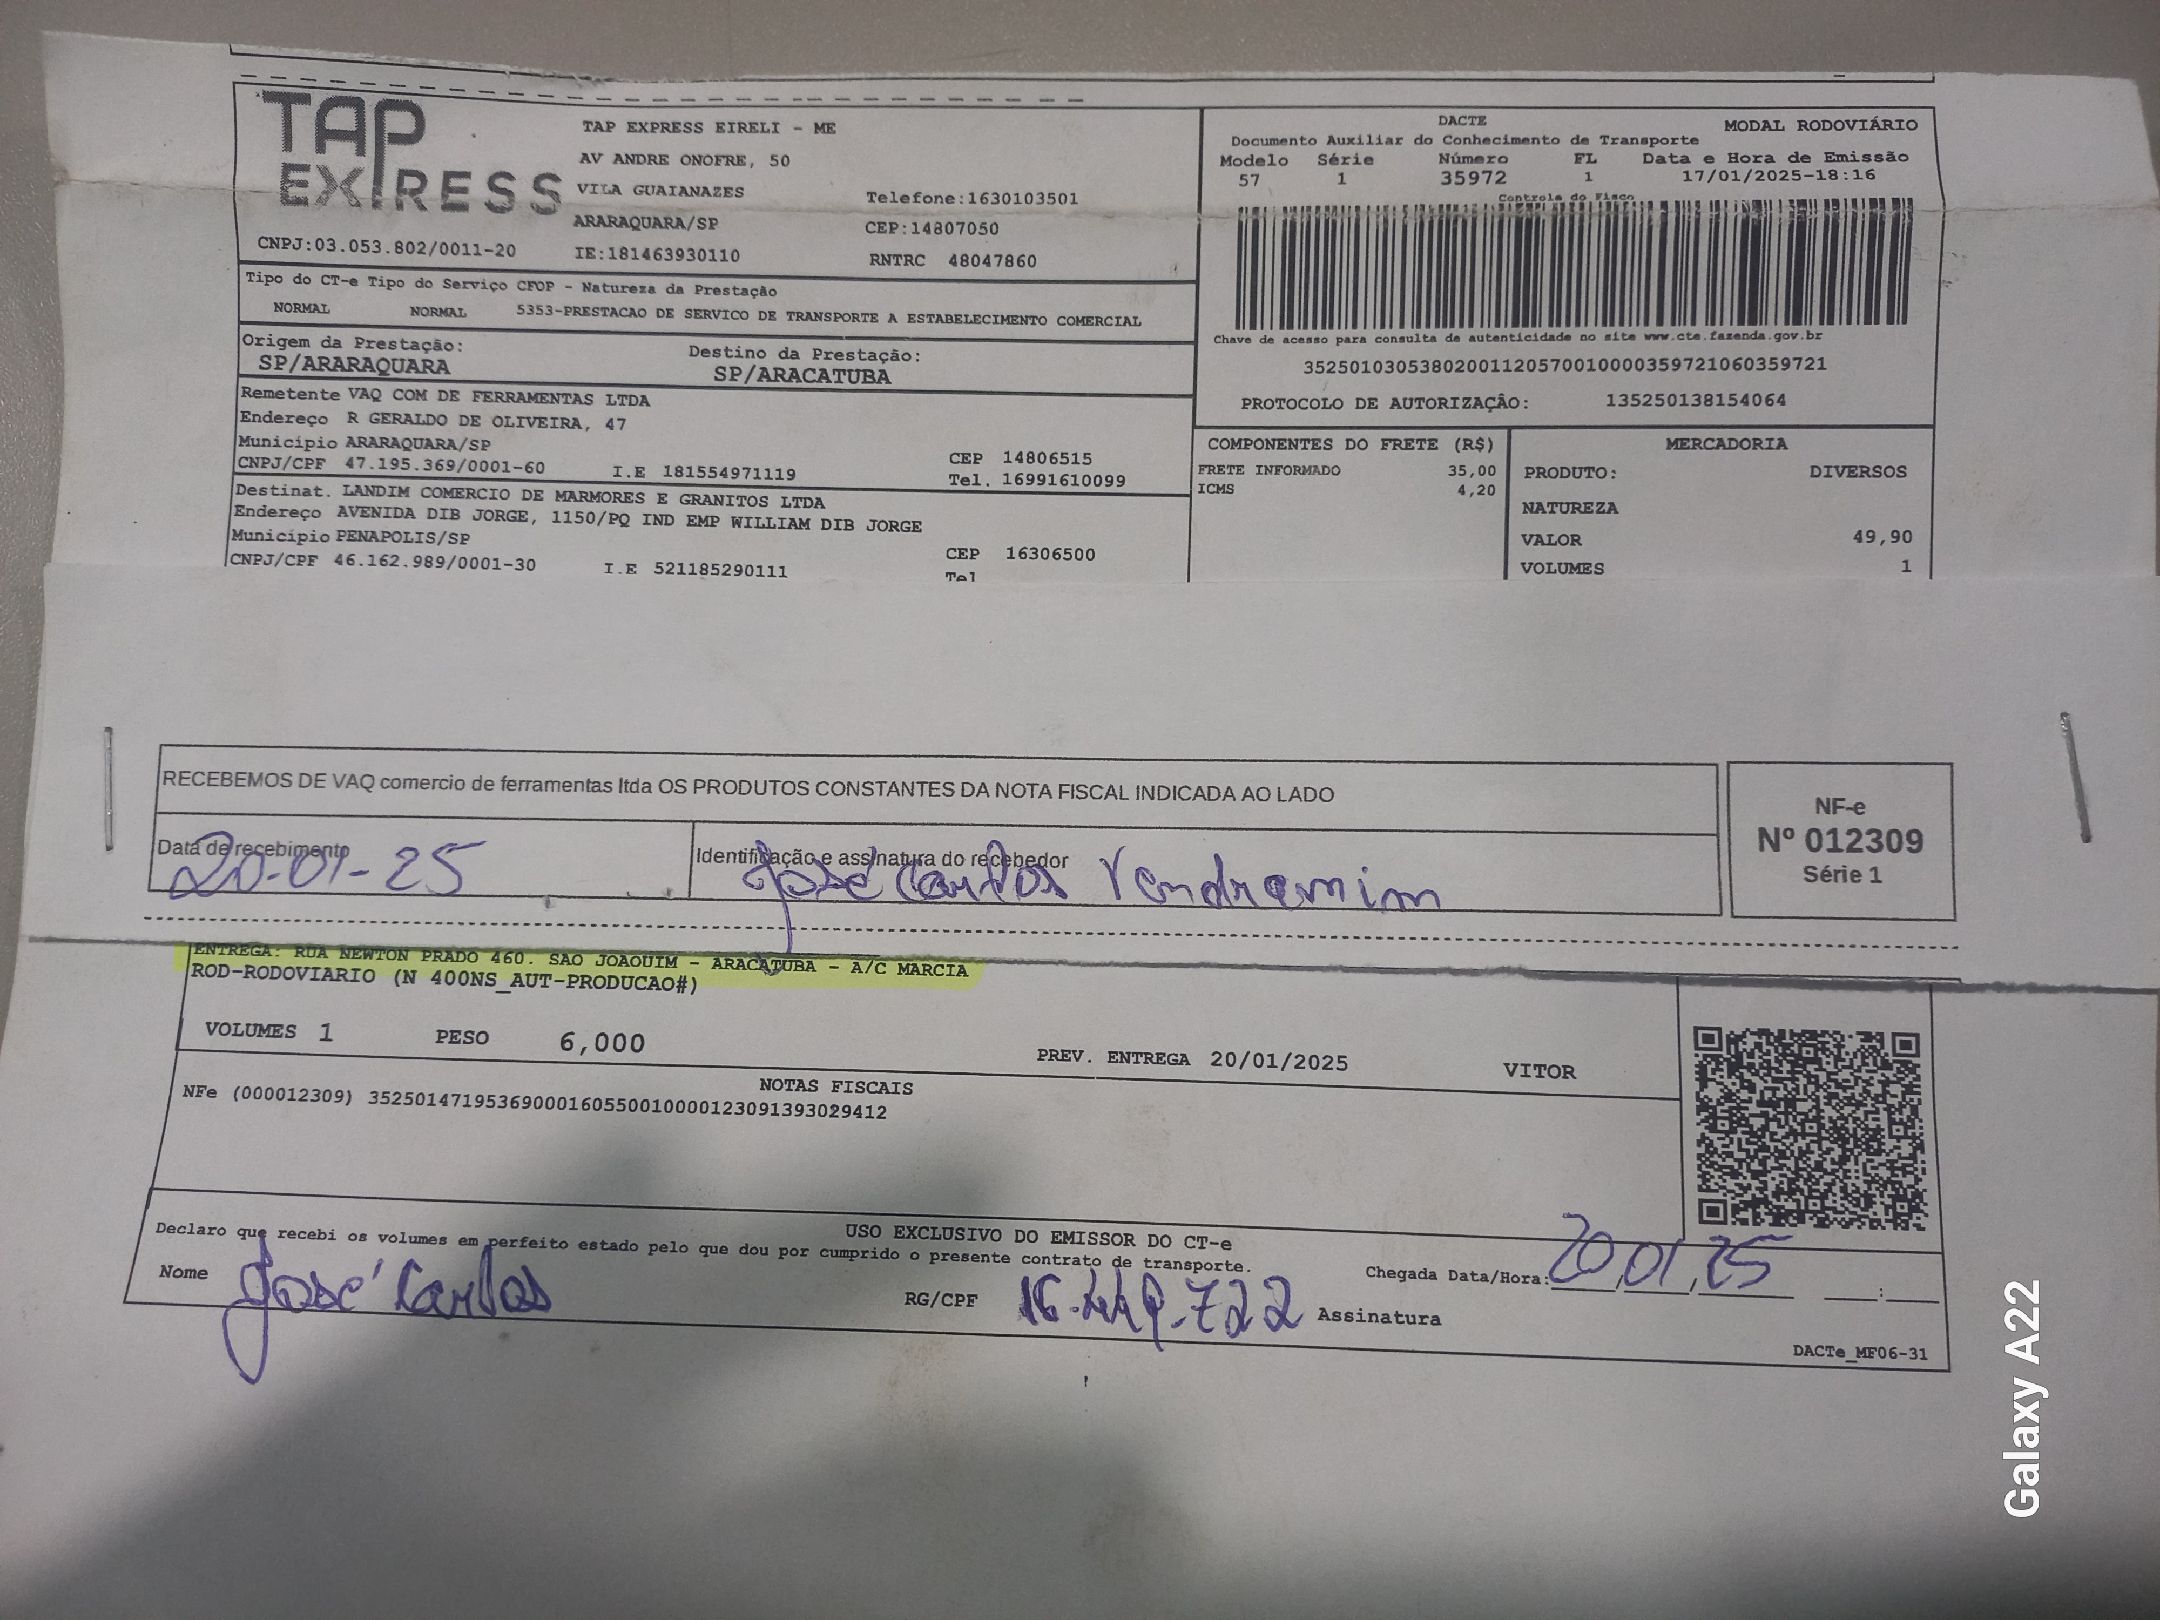 TAP EXPRESS
TAP EXPRESS EIRELI - ME
AV ANDRE ONOFRE, 50
VILA GUAIANAZES
Telefone:1630103501
ARARAQUARA/SP
CEP:14807050
CNPJ:03.053.802/0011-20
IE:181463930110
RNTRC 48047860
DACTE
MODAL RODOVIÁRIO
Documento Auxiliar do Conhecimento de Transporte
Modelo Série Número FL Data e Hora de Emissão
57 1 35972 1 17/01/2025-18:16
Controle do Fisco
Chave de acesso para consulta de autenticidade no site www.cte.fazenda.gov.br
35250103053802001120570010000359721060359721
PROTOCOLO DE AUTORIZAÇÂO: 135250138154064
Tipo do CT-e Tipo do Serviço CFOP - Natureza da Prestação
NORMAL NORMAL 5353-PRESTACAO DE SERVICO DE TRANSPORTE A ESTABELECIMENTO COMERCIAL
Origem da Prestação: Destino da Prestação:
SP/ARARAQUARA SP/ARACATUBA
Remetente VAQ COM DE FERRAMENTAS LTDA
Endereço R GERALDO DE OLIVEIRA, 47
Município ARARAQUARA/SP CEP 14806515
CNPJ/CPF 47.195.369/0001-60 I.E 181554971119 Tel. 16991610099
Destinat. LANDIM COMERCIO DE MARMORES E GRANITOS LTDA
Endereço AVENIDA DIB JORGE, 1150/PQ IND EMP WILLIAM DIB JORGE
Município PENAPOLIS/SP CEP 16306500
CNPJ/CPF 46.162.989/0001-30 I.E 521185290111 Tel
COMPONENTES DO FRETE (R$)
FRETE INFORMADO 35,00
ICMS 4,20
MERCADORIA
PRODUTO: DIVERSOS
NATUREZA
VALOR 49,90
VOLUMES 1
RECEBEMOS DE VAQ comercio de ferramentas ltda OS PRODUTOS CONSTANTES DA NOTA FISCAL INDICADA AO LADO
NF-e
Nº 012309
Série 1
Data de recebimento
20-01-25
Identificação e assinatura do recebedor
José Carlos Vendramim
ENTREGA: RUA NEWTON PRADO 460. SAO JOAQUIM - ARACATUBA - A/C MARCIA
ROD-RODOVIARIO (N 400NS_AUT-PRODUCAO#)
VOLUMES 1 PESO 6,000 PREV. ENTREGA 20/01/2025 VITOR
NOTAS FISCAIS
NFe (000012309) 35250147195369000160550010000123091393029412
USO EXCLUSIVO DO EMISSOR DO CT-e
Declaro que recebi os volumes em perfeito estado pelo que dou por cumprido o presente contrato de transporte.
Nome José Carlos RG/CPF 16.449.722 Assinatura
Chegada Data/Hora: 20,01,25 :
DACTe_MF06-31
Galaxy A22